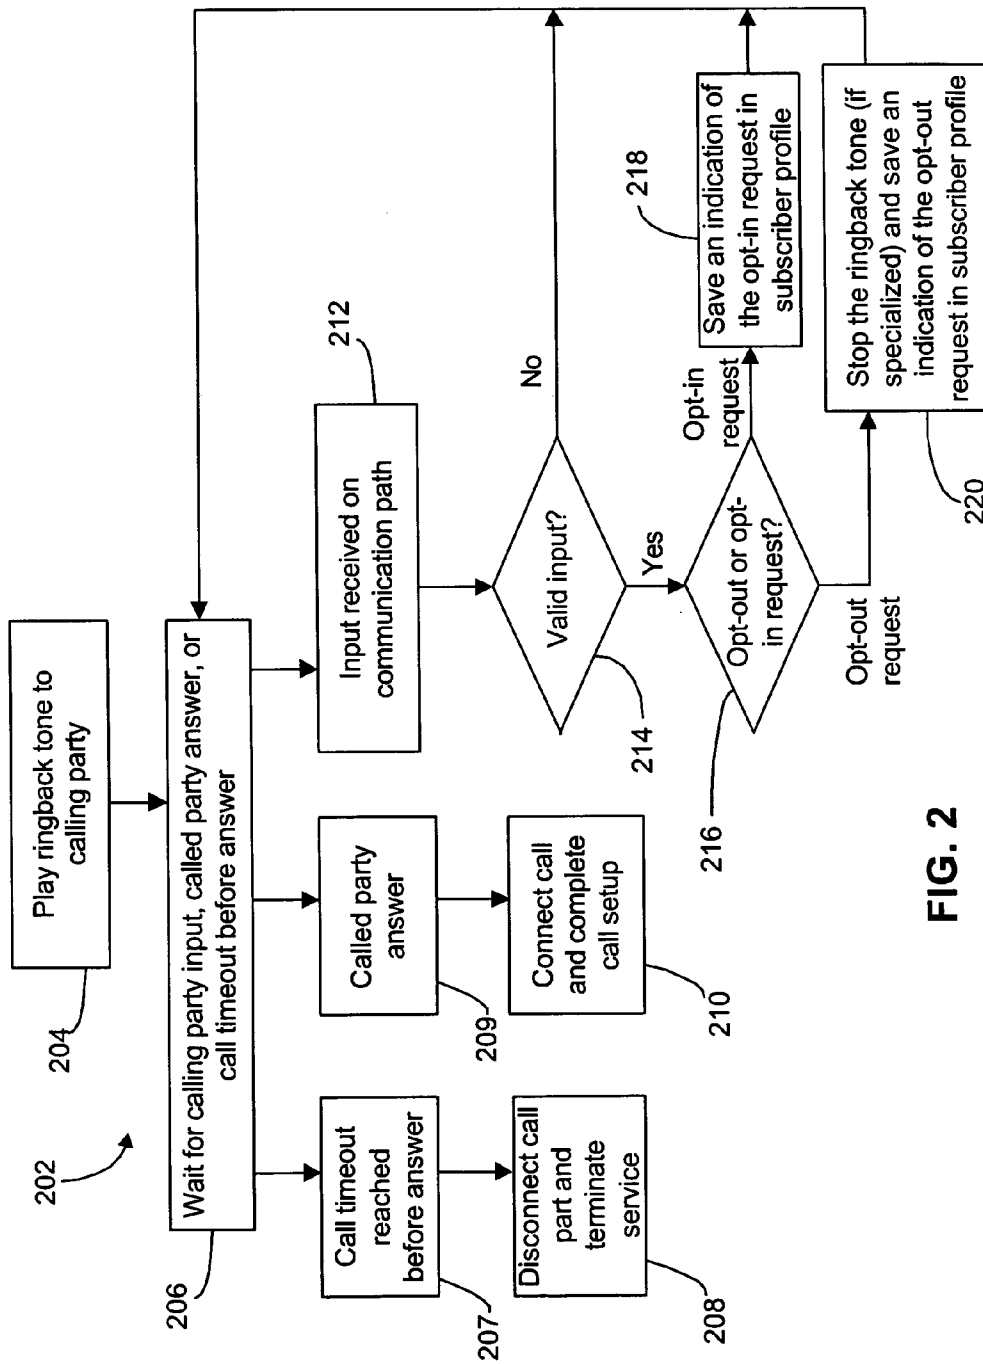 Play ringback tone to
calling party
204
202
Wait for calling party input, called party answer, or
call timeout before answer
206
Call timeout
reached
before answer
207
Disconnect call
part and
terminate
service
208
Called party
answer
209
Connect call
and complete
call setup
210
Input received on
communication path
212
Valid input?
214
No
Yes
Opt-out or opt-
in request?
216
Opt-in
request
Save an indication of
the opt-in request in
subscriber profile
218
Opt-out
request
Stop the ringback tone (if
specialized) and save an
indication of the opt-out
request in subscriber profile
220
FIG. 2